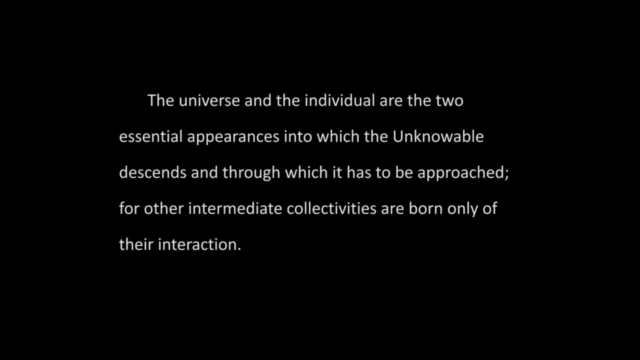 The universe and the individual are the two
essential appearances into which the Unknowable
descends and through which it has to be approached;
for other intermediate collectivities are born only of
their interaction.